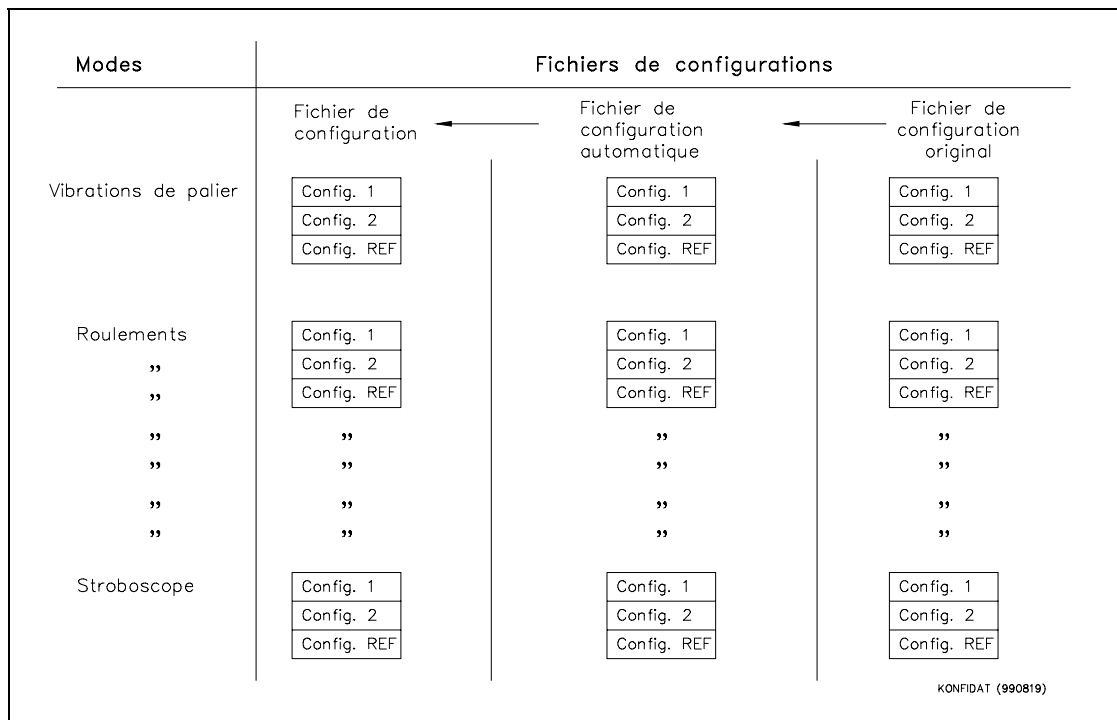 Modes
Fichiers de configurations
Fichier de
configuration
Fichier de
configuration
automatique
Fichier de
configuration
original
Vibrations de palier
Config. 1
Config. 2
Config. REF
Config. 1
Config. 2
Config. REF
Config. 1
Config. 2
Config. REF
Roulements
Config. 1
Config. 2
Config. REF
Config. 1
Config. 2
Config. REF
Config. 1
Config. 2
Config. REF
”
”
” ” ” ”
” ” ” ”
” ” ” ”
” ” ” ”
Stroboscope
Config. 1
Config. 2
Config. REF
Config. 1
Config. 2
Config. REF
Config. 1
Config. 2
Config. REF
KONFIDAT (990819)